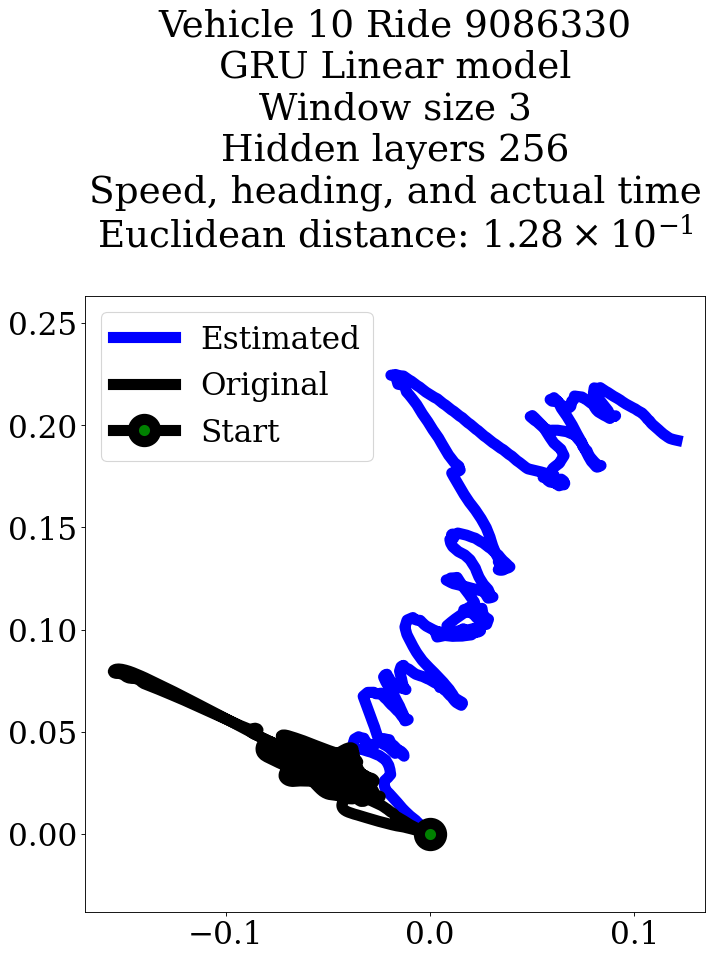 Vehicle 10 Ride 9086330
GRU Linear model
Window size 3
Hidden layers 256
Speed, heading, and actual time
Euclidean distance: 1.28 × 10⁻¹
Estimated
Original
Start
0.25
0.20
0.15
0.10
0.05
0.00
−0.1
0.0
0.1